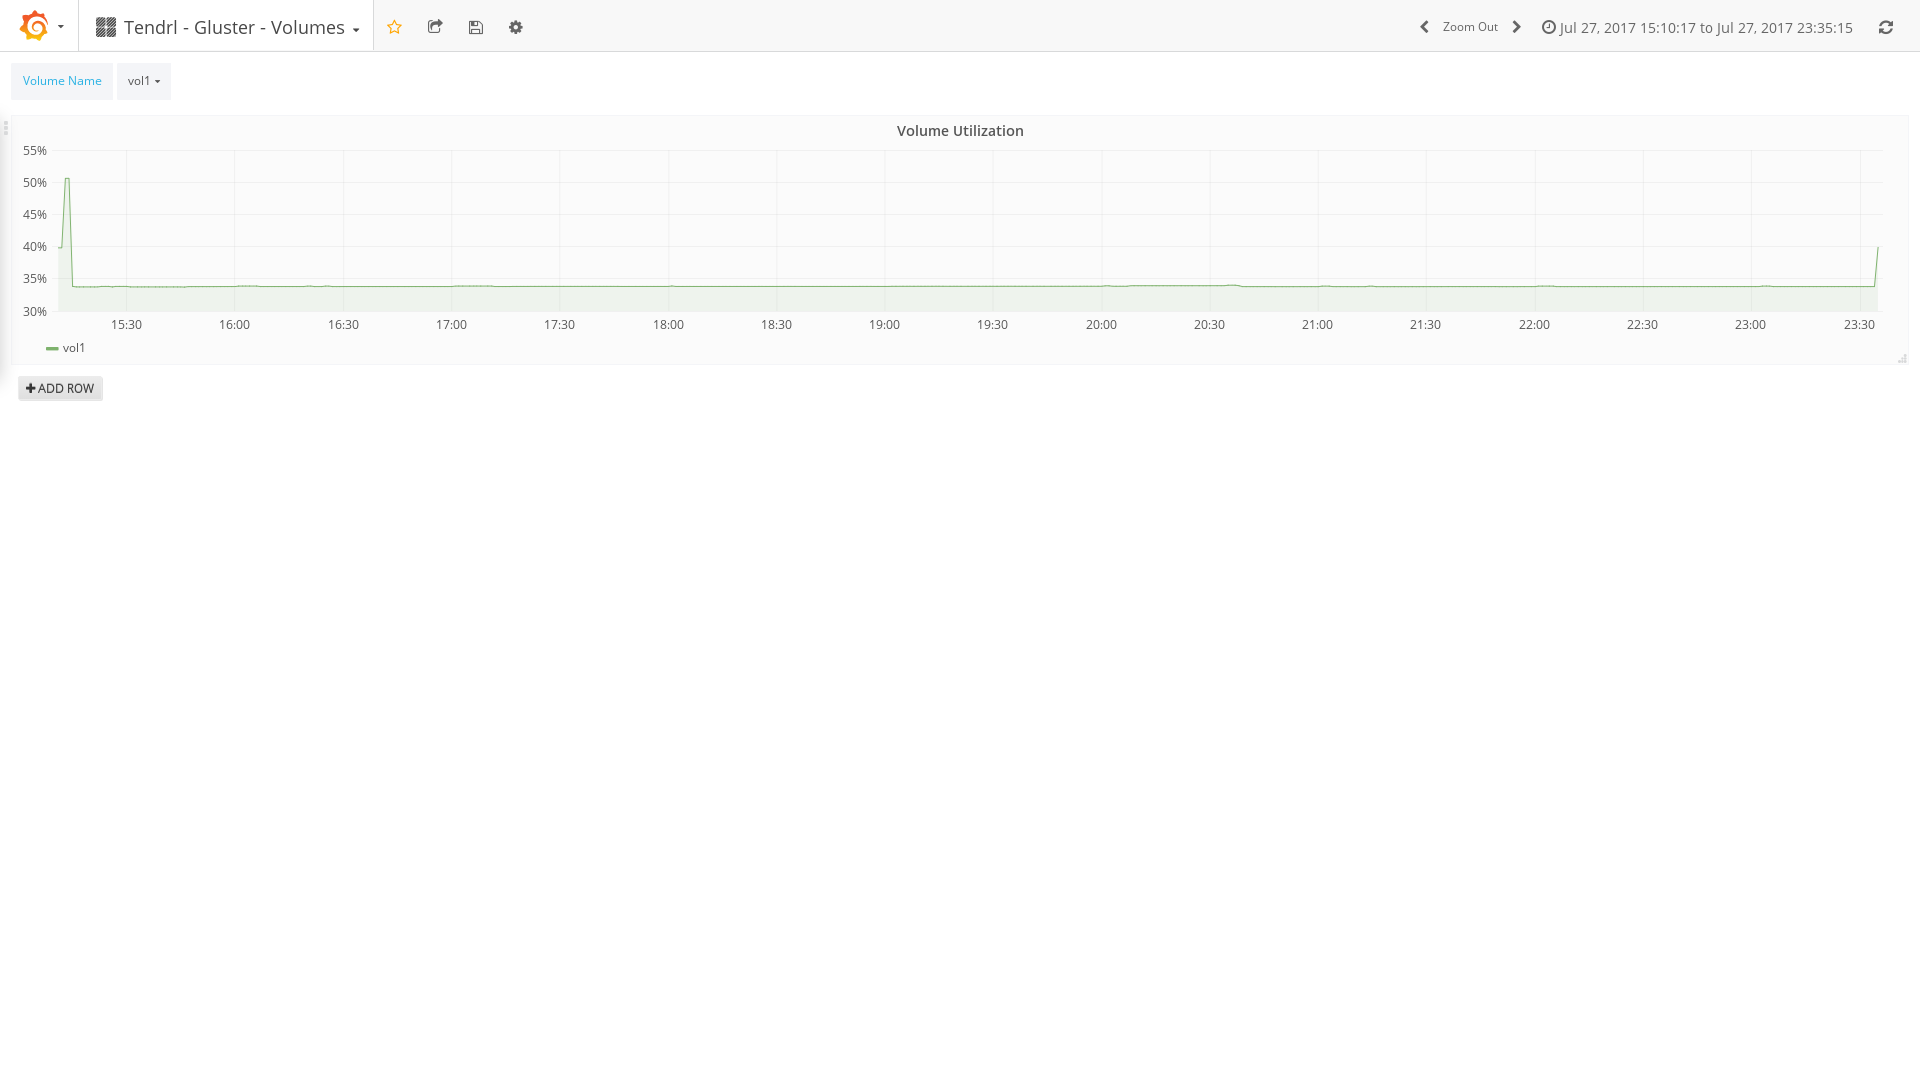 Tendrl - Gluster - Volumes
Zoom Out
Jul 27, 2017 15:10:17 to Jul 27, 2017 23:35:15
Volume Name
vol1
Volume Utilization
55%
50%
45%
40%
35%
30%
15:30 16:00 16:30 17:00 17:30 18:00 18:30 19:00 19:30 20:00 20:30 21:00 21:30 22:00 22:30 23:00 23:30
vol1
ADD ROW